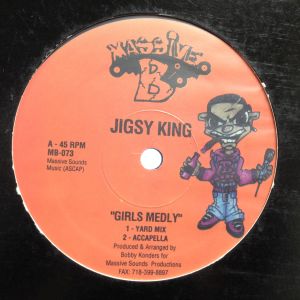 MASSIVE
B
JIGSY KING
A - 45 RPM
MB-073
Massive Sounds
Music (ASCAP)
"GIRLS MEDLY"
1 - YARD MIX
2 - ACCAPELLA
Produced & Arranged by
Bobby Konders for
Massive Sounds Productions
FAX: 718-399-8897